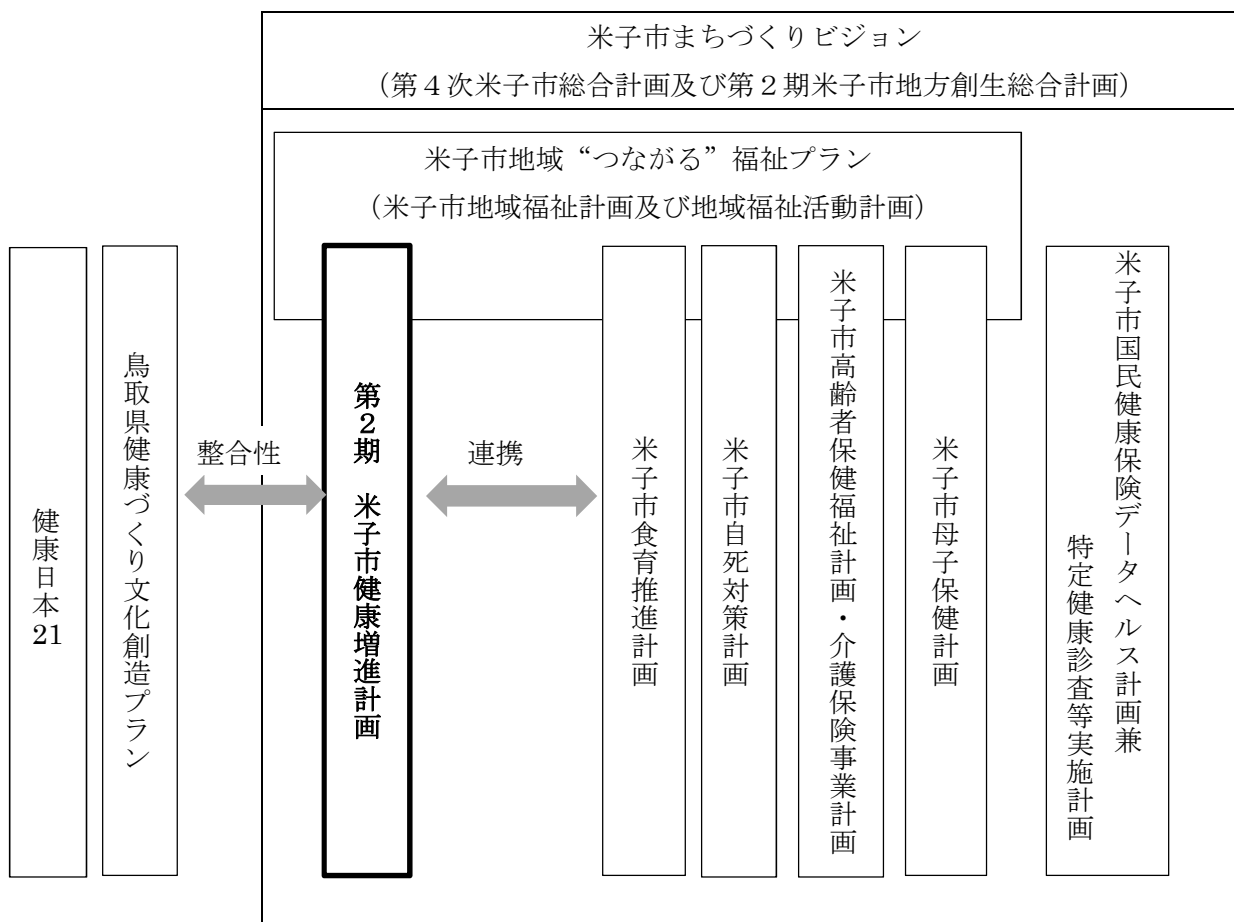 米子市まちづくりビジョン
（第４次米子市総合計画及び第２期米子市地方創生総合計画）
米子市地域“つながる”福祉プラン
（米子市地域福祉計画及び地域福祉活動計画）
健康日本21
鳥取県健康づくり文化創造プラン
整合性
第２期　米子市健康増進計画
連携
米子市食育推進計画
米子市自死対策計画
米子市高齢者保健福祉計画・介護保険事業計画
米子市母子保健計画
米子市国民健康保険データヘルス計画兼
特定健康診査等実施計画